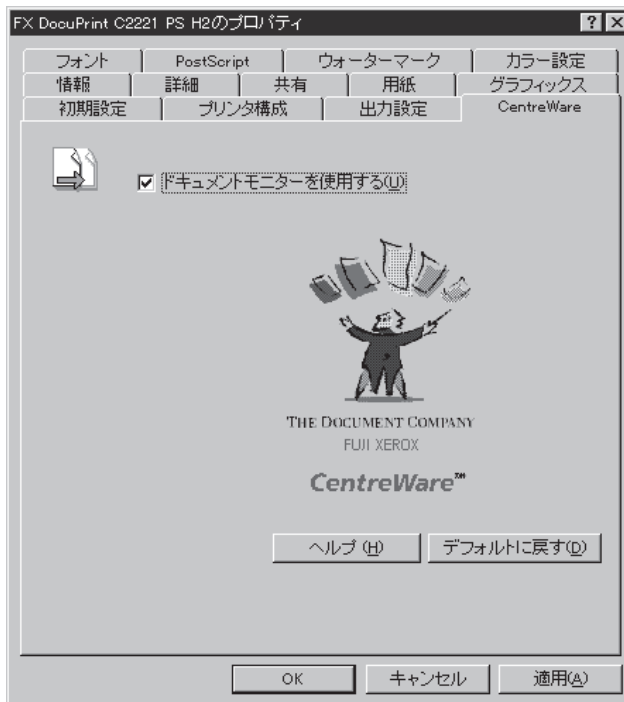 FX DocuPrint C2221 PS H2のプロパティ
フォント PostScript ウォーターマーク カラー設定
情報 詳細 共有 用紙 グラフィックス
初期設定 プリンタ構成 出力設定 CentreWare
ドキュメントモニターを使用する(U)
THE DOCUMENT COMPANY
FUJI XEROX
CentreWare™
ヘルプ(H) デフォルトに戻す(D)
OK キャンセル 適用(A)